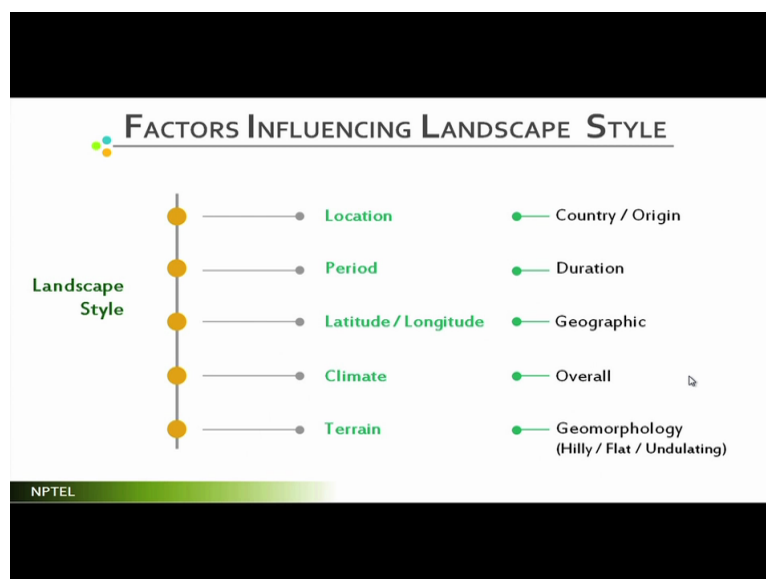 FACTORS INFLUENCING LANDSCAPE STYLE
Landscape
Style
Location
Country / Origin
Period
Duration
Latitude / Longitude
Geographic
Climate
Overall
Terrain
Geomorphology
(Hilly / Flat / Undulating)
NPTEL